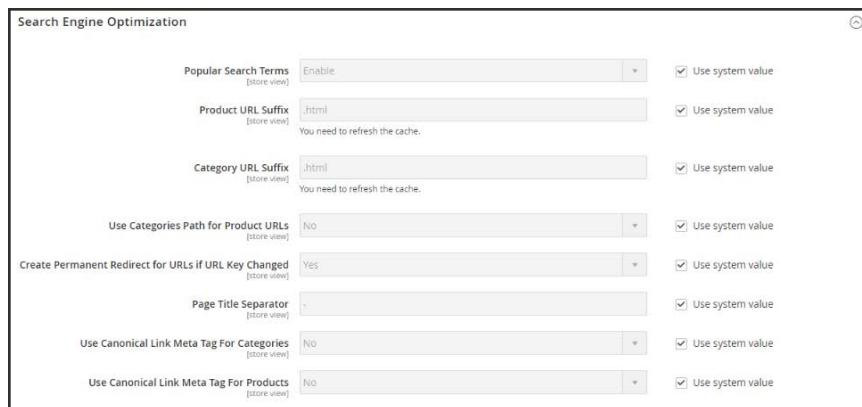 Search Engine Optimization
Popular Search Terms Enable Use system value
[store view]
Product URL Suffix .html Use system value
[store view]
You need to refresh the cache.
Category URL Suffix .html Use system value
[store view]
You need to refresh the cache.
Use Categories Path for Product URLs No Use system value
[store view]
Create Permanent Redirect for URLs if URL Key Changed Yes Use system value
[store view]
Page Title Separator - Use system value
[store view]
Use Canonical Link Meta Tag For Categories No Use system value
[store view]
Use Canonical Link Meta Tag For Products No Use system value
[store view]